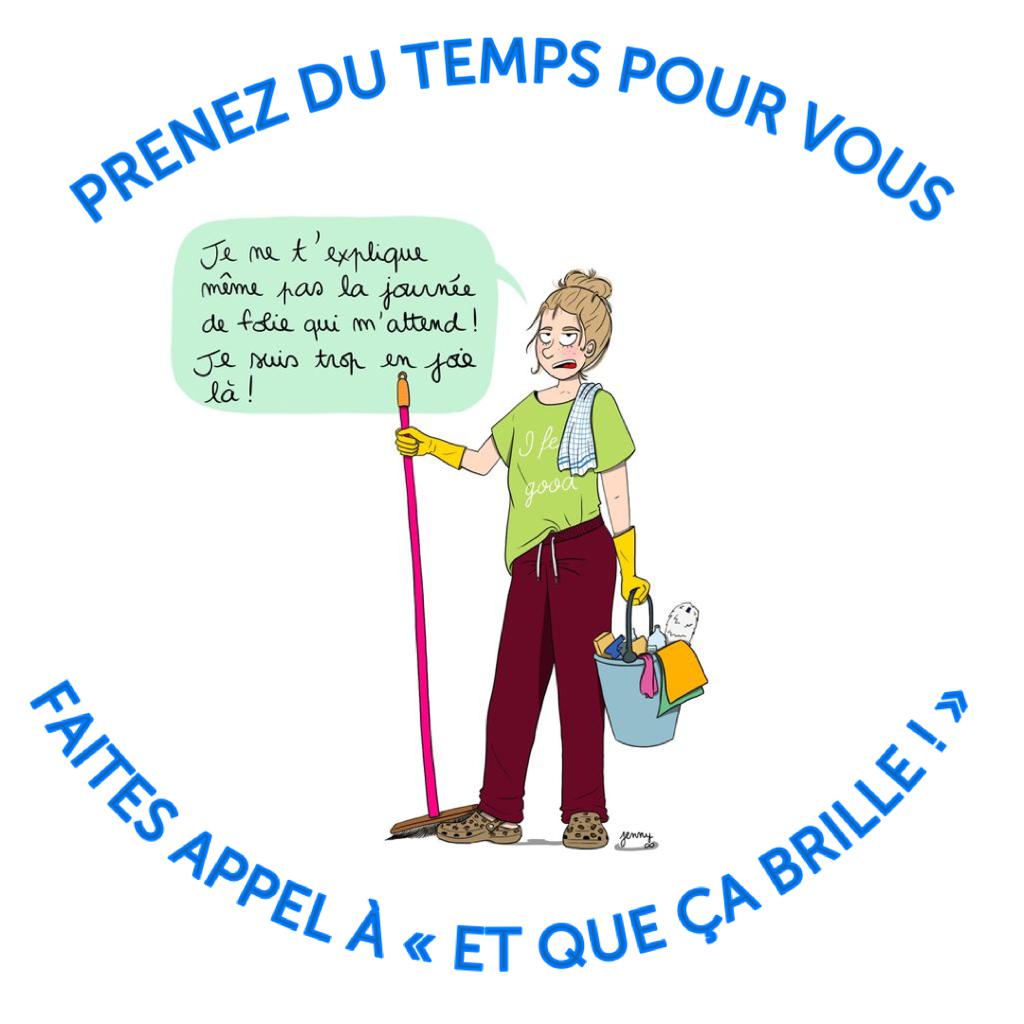 PRENEZ DU TEMPS POUR VOUS
Je ne t'explique
même pas la journée
de folie qui m'attend !
Je suis trop en joie
là !
I fe
good
jenny
FAITES APPEL À « ET QUE ÇA BRILLE ! »